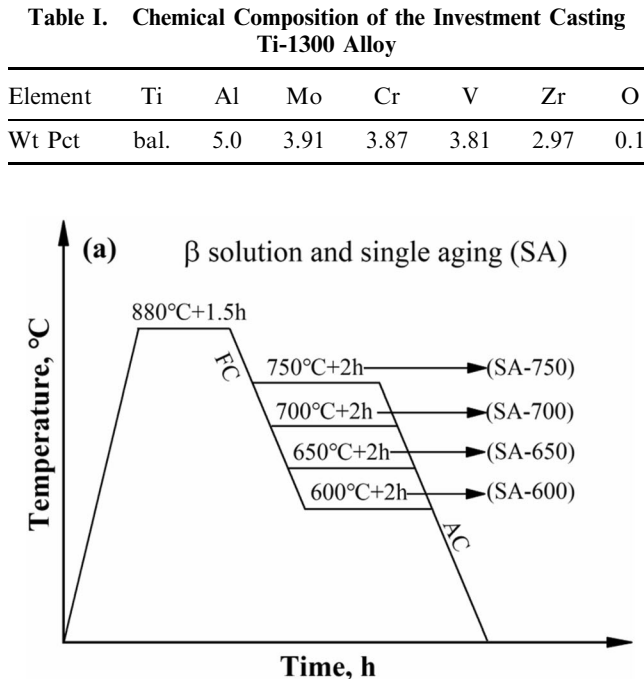 Table I. Chemical Composition of the Investment Casting
Ti-1300 Alloy
Element Ti Al Mo Cr V Zr O
Wt Pct bal. 5.0 3.91 3.87 3.81 2.97 0.1
(a) β solution and single aging (SA)
880°C+1.5h
FC
750°C+2h (SA-750)
700°C+2h (SA-700)
650°C+2h (SA-650)
600°C+2h (SA-600)
AC
Temperature, °C
Time, h